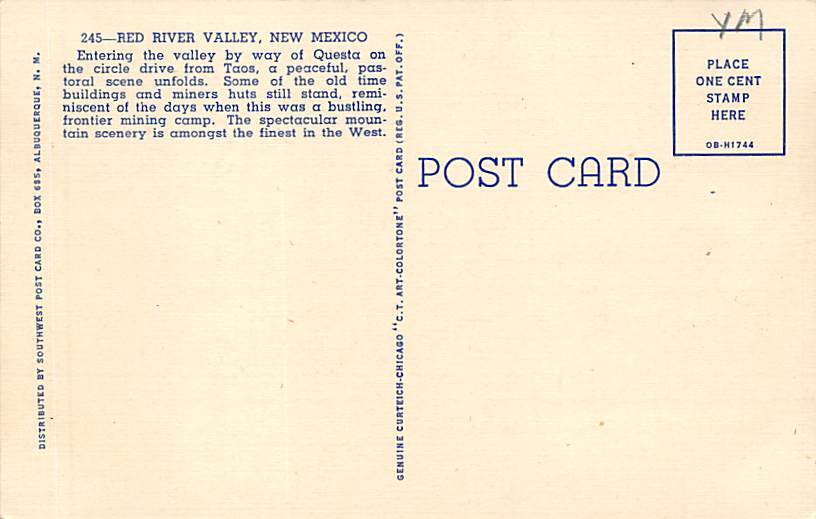 245—RED RIVER VALLEY, NEW MEXICO
Entering the valley by way of Questa on
the circle drive from Taos, a peaceful, pas-
toral scene unfolds. Some of the old time
buildings and miners huts still stand, remi-
niscent of the days when this was a bustling,
frontier mining camp. The spectacular moun-
tain scenery is amongst the finest in the West.
DISTRIBUTED BY SOUTHWEST POST CARD CO., BOX 655, ALBUQUERQUE, N. M.
GENUINE CURTEICH-CHICAGO "C.T. ART-COLORTONE" POST CARD (REG. U.S. PAT. OFF.)
POST CARD
YM
PLACE
ONE CENT
STAMP
HERE
OB-H1744